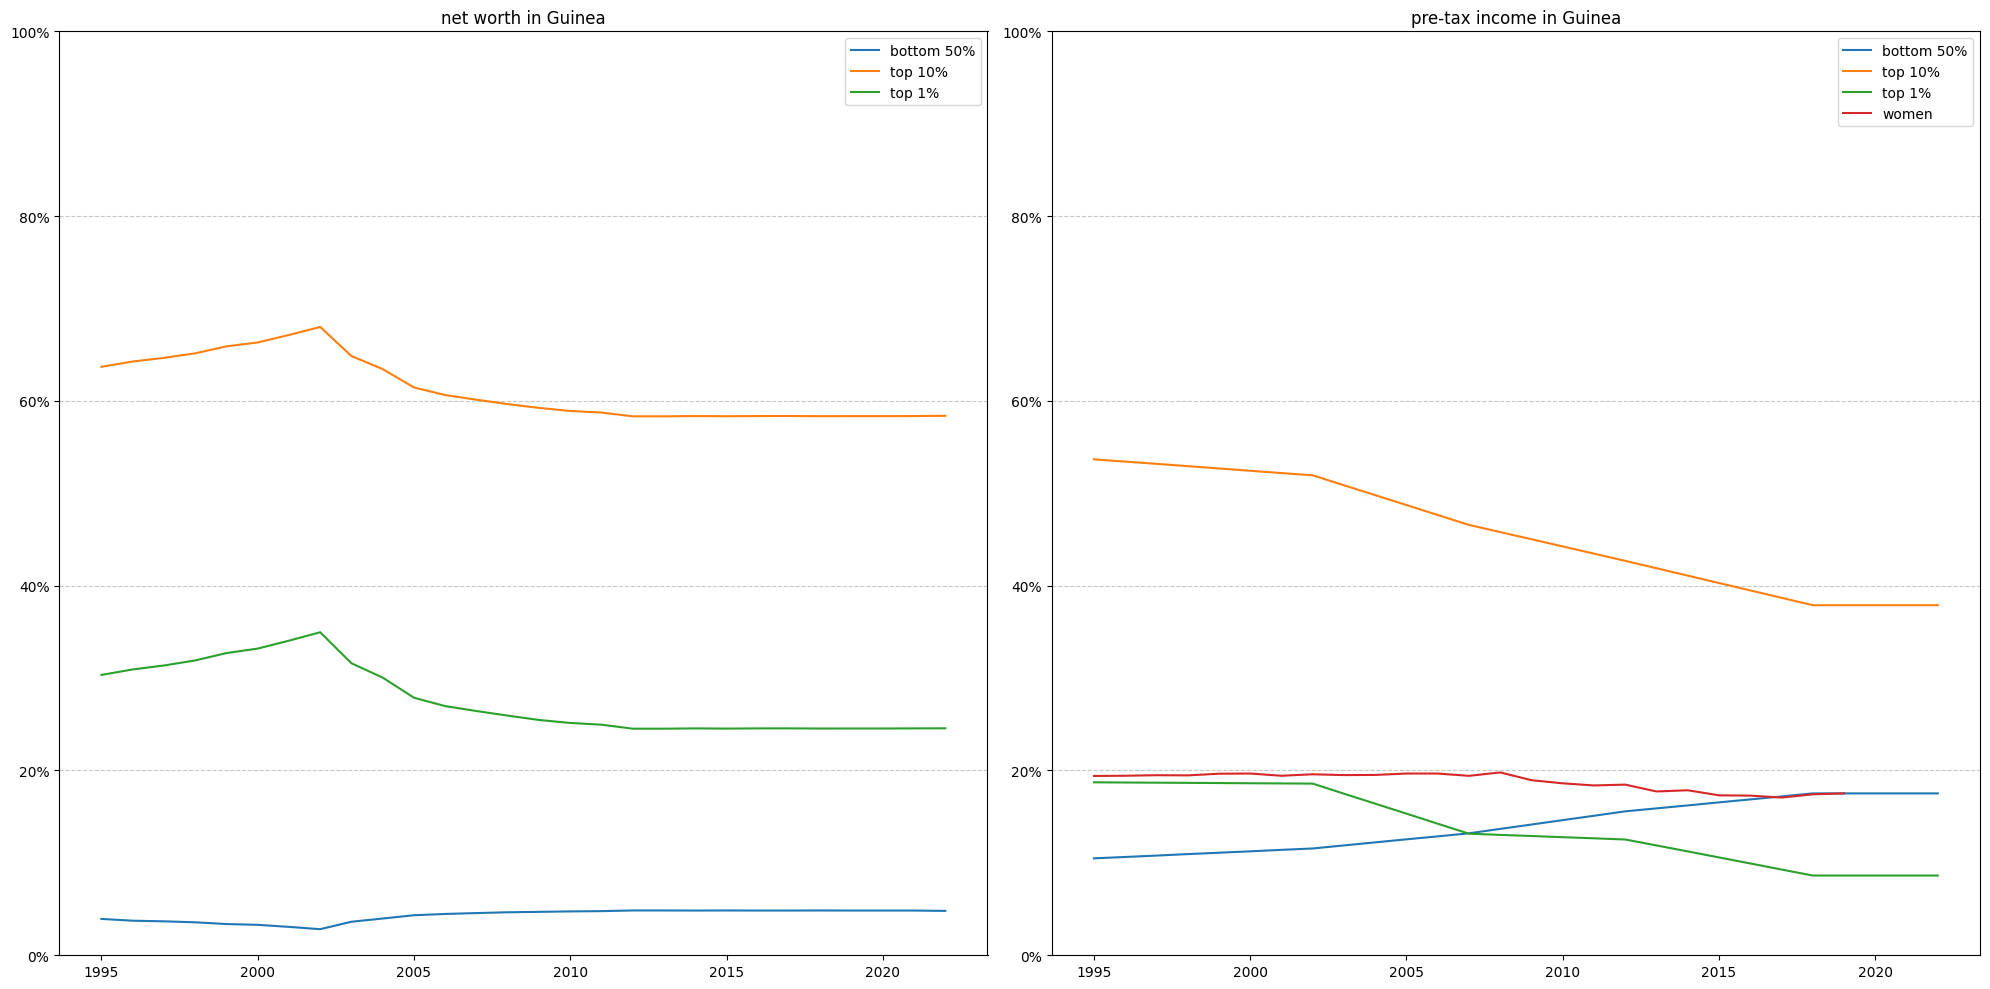 net worth in Guinea
100%
80%
60%
40%
20%
0%
1995 2000 2005 2010 2015 2020
bottom 50%
top 10%
top 1%
pre-tax income in Guinea
100%
80%
60%
40%
20%
0%
1995 2000 2005 2010 2015 2020
bottom 50%
top 10%
top 1%
women